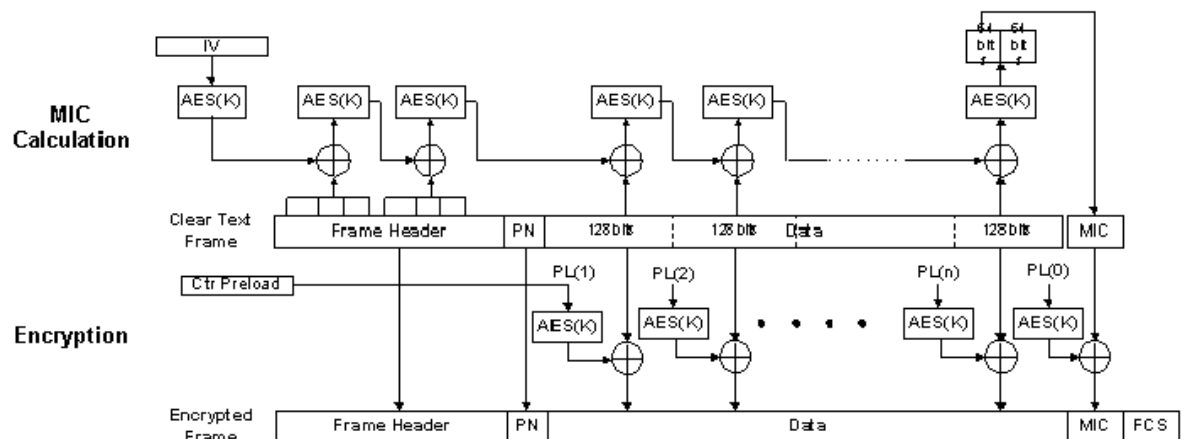 64 bits 64 bits
IV
AES(K) AES(K) AES(K) AES(K) AES(K) AES(K)
MIC
Calculation
Clear Text
Frame
Frame Header PN 128 bits 128 bits Data 128 bits MIC
Ctr Preload PL(1) PL(2) PL(n) PL(0)
AES(K) AES(K) AES(K) AES(K)
Encryption
Encrypted
Frame
Frame Header PN Data MIC FCS